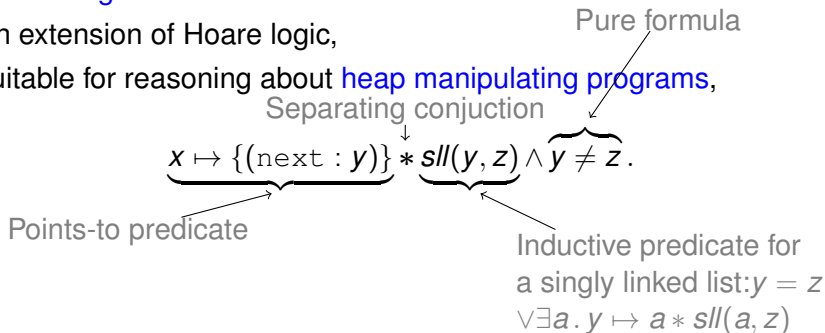 Pure formula
n extension of Hoare logic,
uitable for reasoning about heap manipulating programs,
Separating conjuction
↓
x ↦ {(next : y)} ∗ sll(y, z) ∧ y ≠ z .
Points-to predicate
Inductive predicate for
a singly linked list:y = z
∨∃a . y ↦ a ∗ sll(a, z)